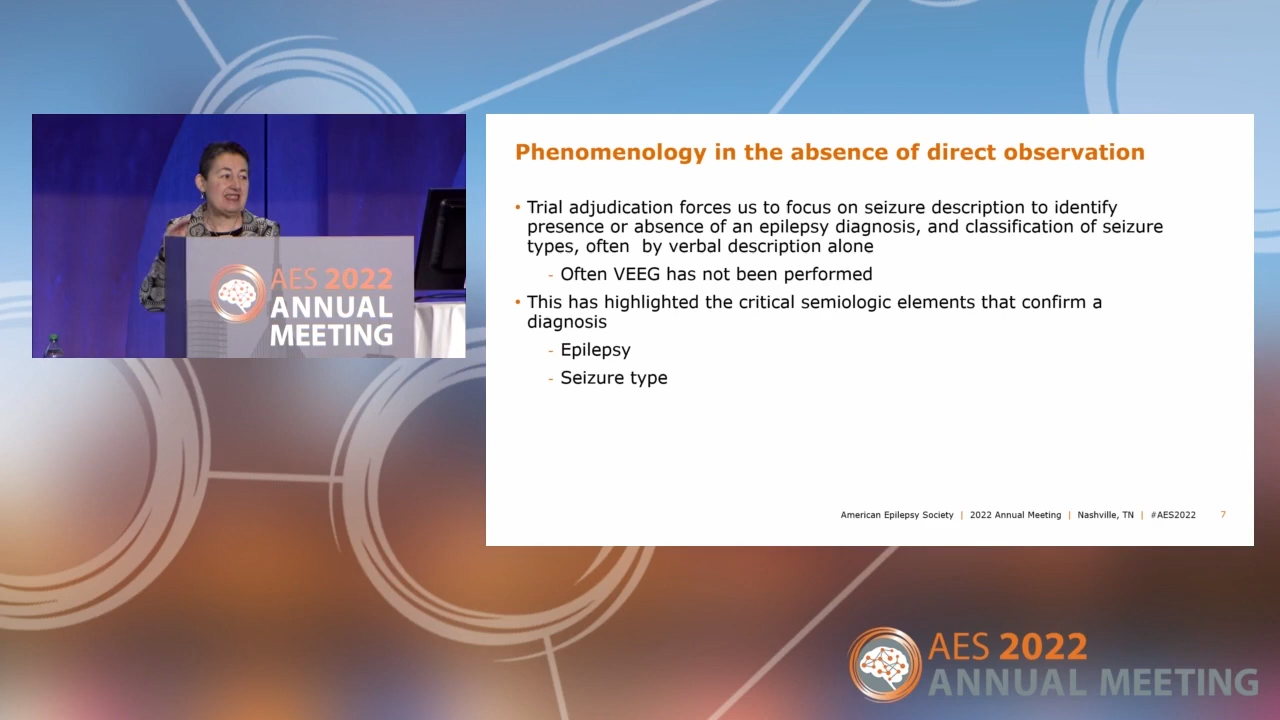 AES 2022
ANNUAL
MEETING
Phenomenology in the absence of direct observation
• Trial adjudication forces us to focus on seizure description to identify
presence or absence of an epilepsy diagnosis, and classification of seizure
types, often  by verbal description alone
- Often VEEG has not been performed
• This has highlighted the critical semiologic elements that confirm a
diagnosis
- Epilepsy
- Seizure type
American Epilepsy Society | 2022 Annual Meeting | Nashville, TN | #AES2022 7
AES 2022
ANNUAL MEETING